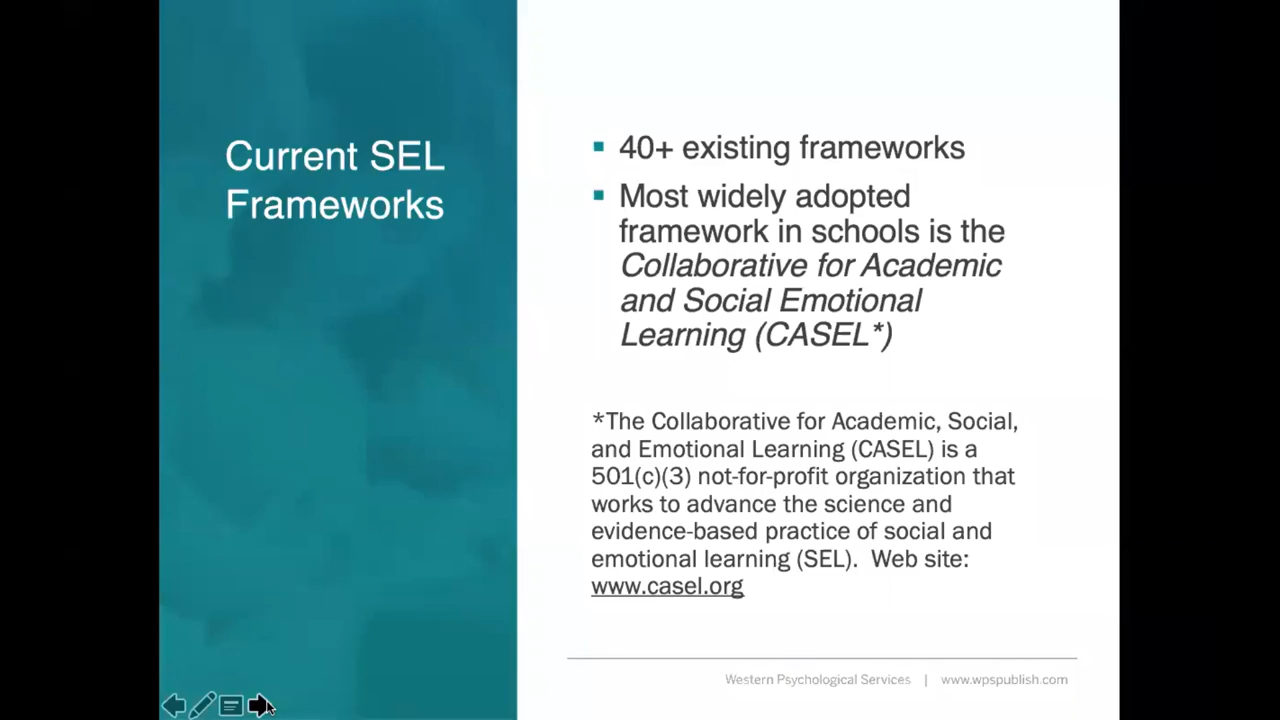 Current SEL
Frameworks
▪ 40+ existing frameworks
▪ Most widely adopted
framework in schools is the
Collaborative for Academic
and Social Emotional
Learning (CASEL*)
*The Collaborative for Academic, Social,
and Emotional Learning (CASEL) is a
501(c)(3) not-for-profit organization that
works to advance the science and
evidence-based practice of social and
emotional learning (SEL).  Web site:
www.casel.org
Western Psychological Services | www.wpspublish.com